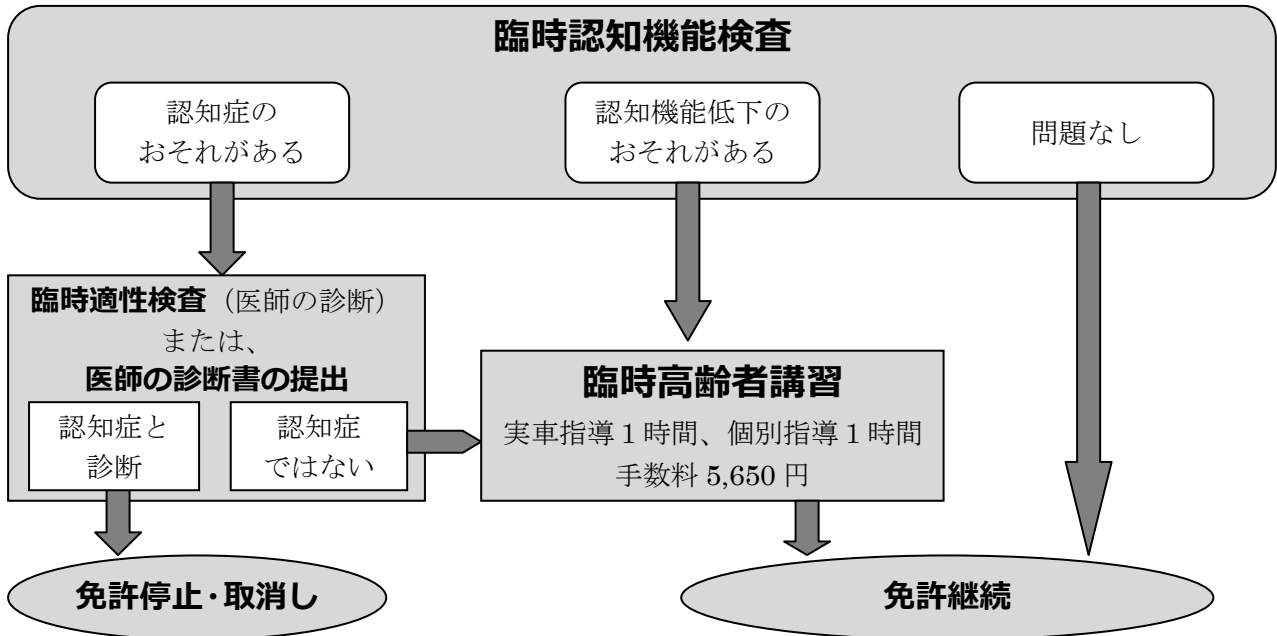 臨時認知機能検査
認知症の
おそれがある
認知機能低下の
おそれがある
問題なし
臨時適性検査（医師の診断）
または、
医師の診断書の提出
認知症と
診断
認知症
ではない
臨時高齢者講習
実車指導１時間、個別指導１時間
手数料 5,650 円
免許停止・取消し
免許継続